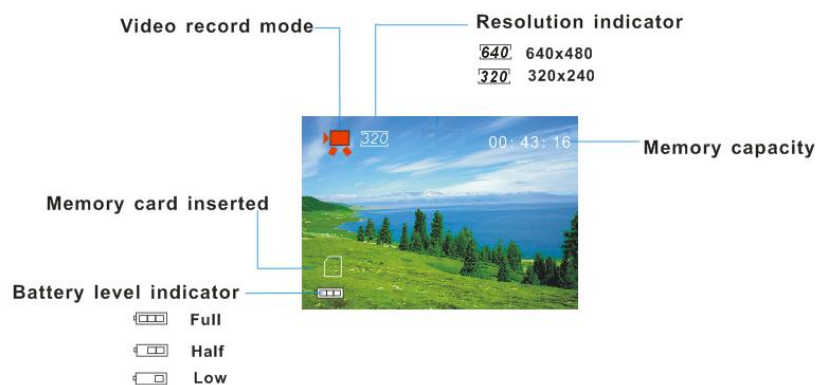 Video record mode
Resolution indicator
640 640x480
320 320x240
320
00:43:16
Memory capacity
Memory card inserted
Battery level indicator
Full
Half
Low